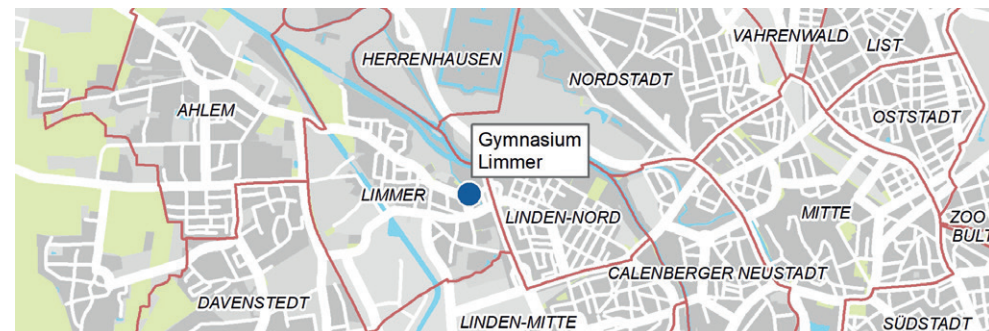 VAHRENWALD
LIST
HERRENHAUSEN
NORDSTADT
AHLEM
OSTSTADT
Gymnasium
Limmer
LIMMER
LINDEN-NORD
MITTE
ZOO
BULT
CALENBERGER NEUSTADT
DAVENSTEDT
LINDEN-MITTE
SÜDSTADT